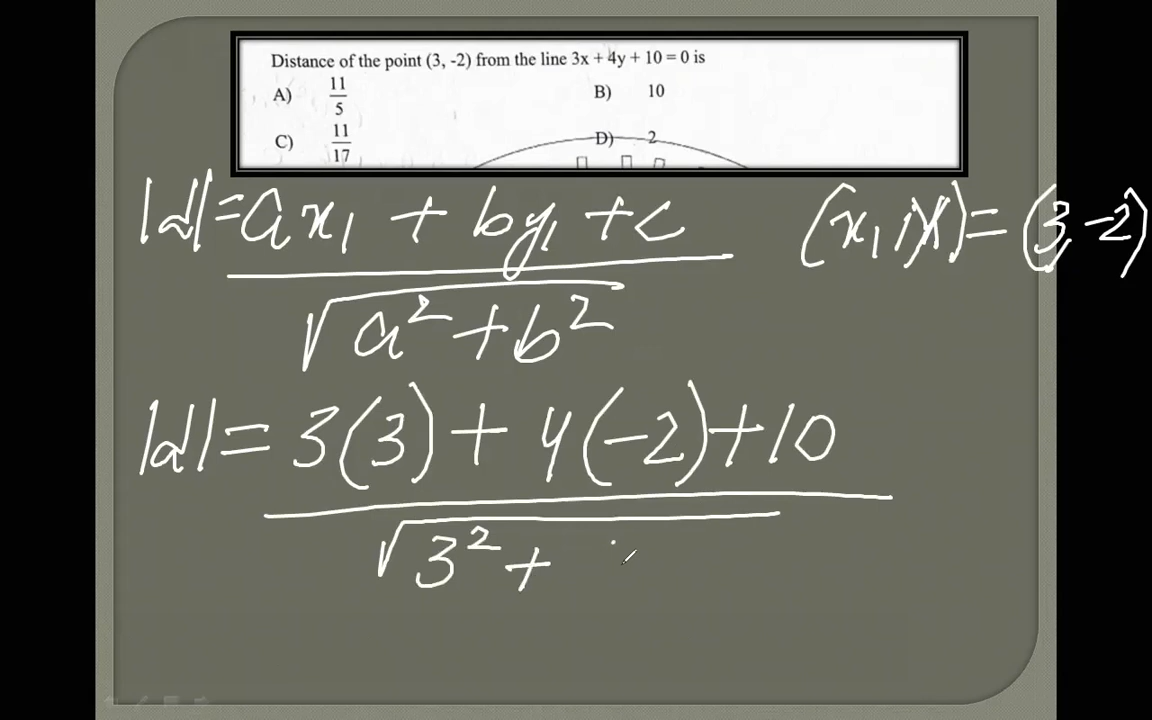 Distance of the point (3, -2) from the line 3x + 4y + 10 = 0 is
A) 11/5 B) 10
C) 11/17 D) 2
|d| = ax₁ + by₁ + c (x₁, y₁) = (3, -2)
√a² + b²
|d| = 3(3) + 4(-2) + 10
√3² +